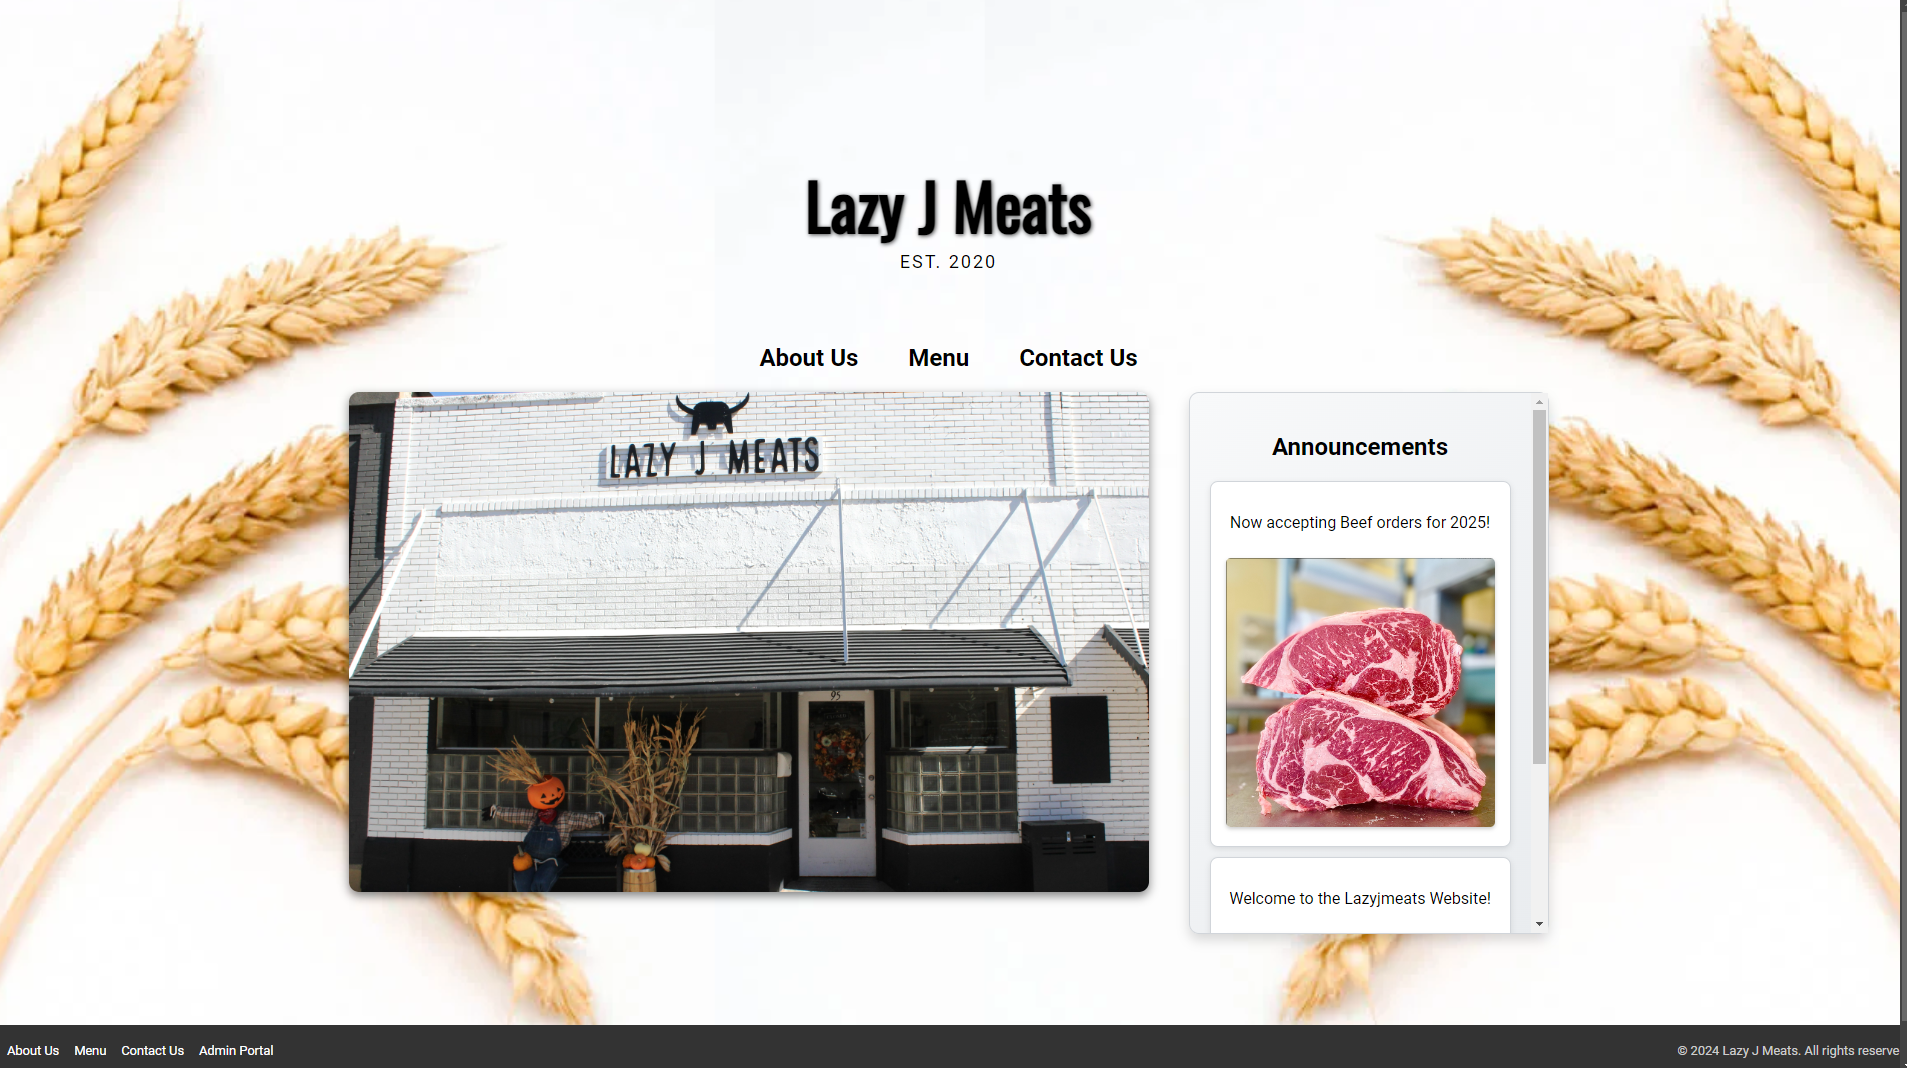 Lazy J Meats
EST. 2020
About Us Menu Contact Us
LAZY J MEATS
95
Announcements
Now accepting Beef orders for 2025!
Welcome to the Lazyjmeats Website!
About Us Menu Contact Us Admin Portal
© 2024 Lazy J Meats. All rights reserve